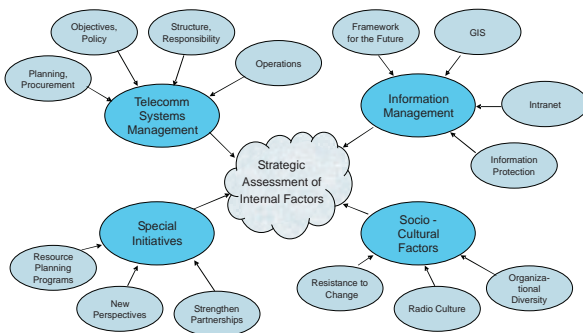 Objectives,
Policy
Structure,
Responsibility
Planning,
Procurement
Operations
Telecomm
Systems
Management
Framework
for the Future
GIS
Information
Management
Intranet
Information
Protection
Strategic
Assessment of
Internal Factors
Special
Initiatives
Resource
Planning
Programs
New
Perspectives
Strengthen
Partnerships
Socio -
Cultural
Factors
Resistance to
Change
Radio Culture
Organiza-
tional
Diversity